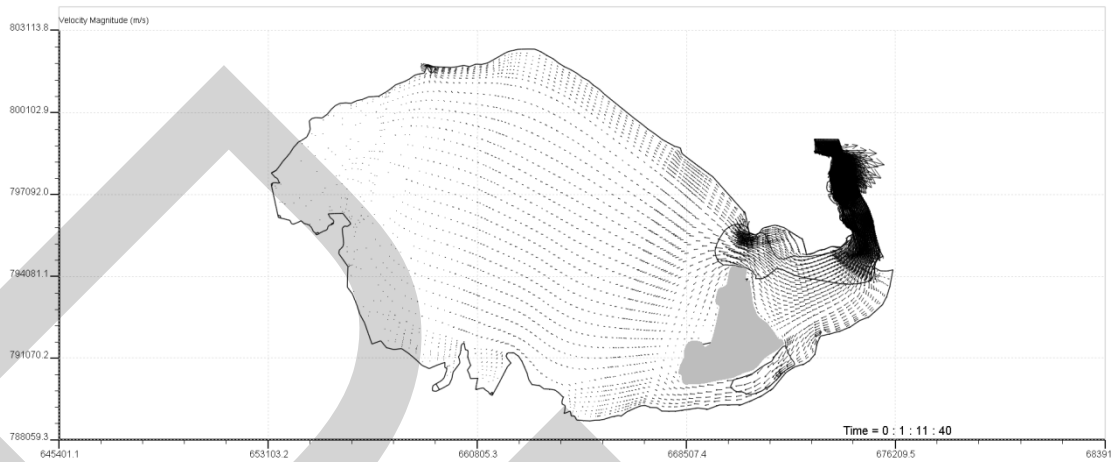 Velocity Magnitude (m/s)
803113.8
800102.9
797092.0
794081.1
791070.2
788059.3
Time = 0 : 1 : 11 : 40
645401.1 653103.2 660805.3 668507.4 676209.5 68391